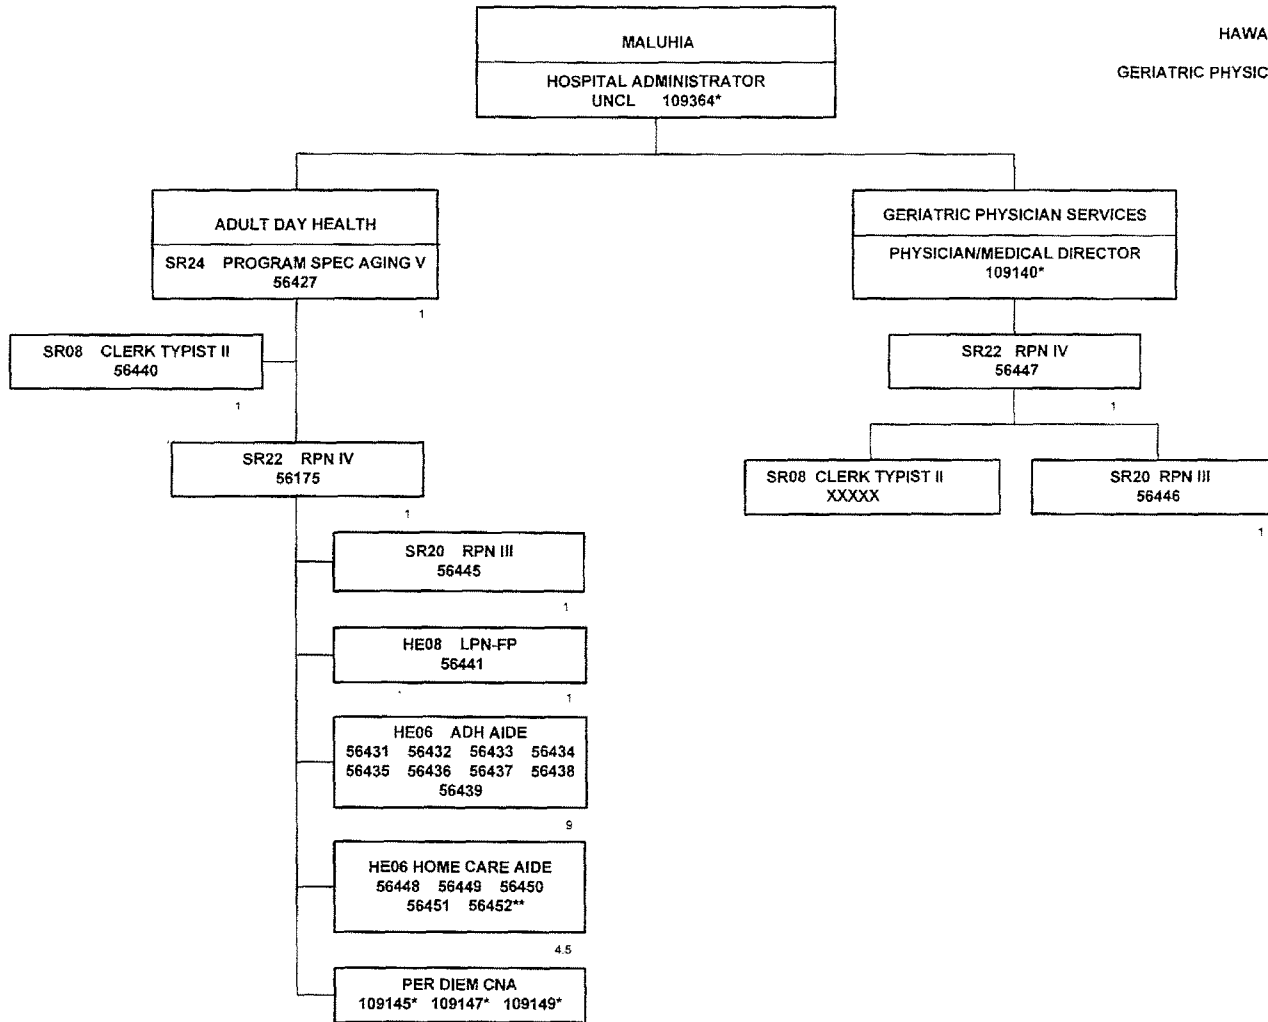 MALUHIA
HOSPITAL ADMINISTRATOR
UNCL 109364*
HAWA
GERIATRIC PHYSIC
ADULT DAY HEALTH
SR24 PROGRAM SPEC AGING V
56427
1
GERIATRIC PHYSICIAN SERVICES
PHYSICIAN/MEDICAL DIRECTOR
109140*
SR08 CLERK TYPIST II
56440
1
SR22 RPN IV
56447
1
SR22 RPN IV
56175
1
SR08 CLERK TYPIST II
XXXXX
SR20 RPN III
56446
1
SR20 RPN III
56445
1
HE08 LPN-FP
56441
1
HE06 ADH AIDE
56431 56432 56433 56434
56435 56436 56437 56438
56439
9
HE06 HOME CARE AIDE
56448 56449 56450
56451 56452**
4.5
PER DIEM CNA
109145* 109147* 109149*